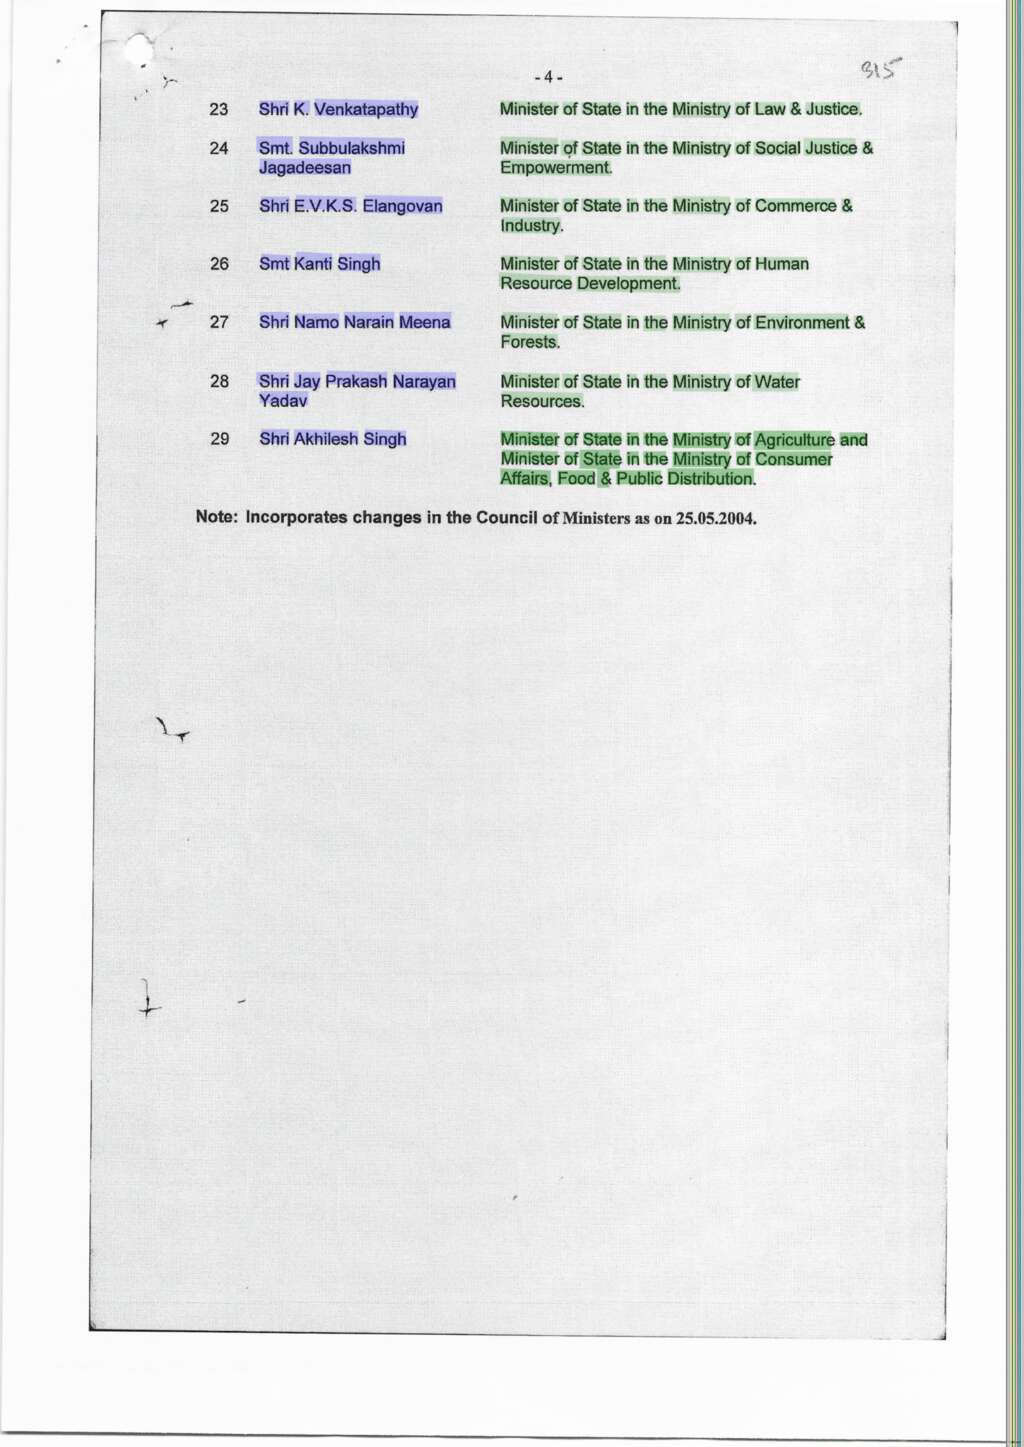 -4-
315
23 Shri K. Venkatapathy Minister of State in the Ministry of Law & Justice.
24 Smt. Subbulakshmi Minister of State in the Ministry of Social Justice &
Jagadeesan Empowerment.
25 Shri E.V.K.S. Elangovan Minister of State in the Ministry of Commerce &
Industry.
26 Smt Kanti Singh Minister of State in the Ministry of Human
Resource Development.
27 Shri Namo Narain Meena Minister of State in the Ministry of Environment &
Forests.
28 Shri Jay Prakash Narayan Minister of State in the Ministry of Water
Yadav Resources.
29 Shri Akhilesh Singh Minister of State in the Ministry of Agriculture and
Minister of State in the Ministry of Consumer
Affairs, Food & Public Distribution.
Note: Incorporates changes in the Council of Ministers as on 25.05.2004.